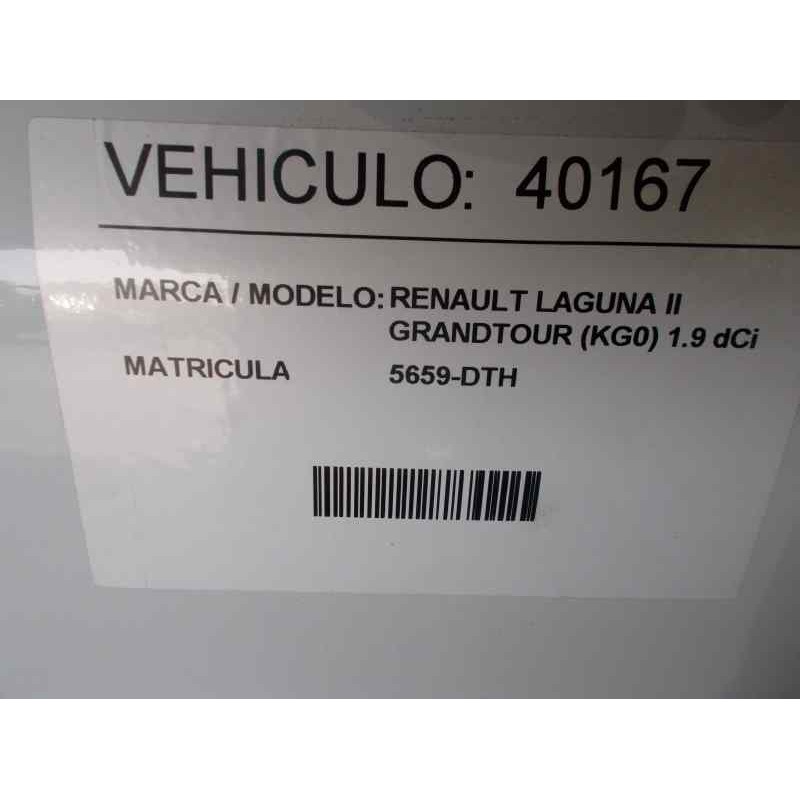 VEHICULO: 40167
MARCA / MODELO: RENAULT LAGUNA II
GRANDTOUR (KG0) 1.9 dCi
MATRICULA 5659-DTH